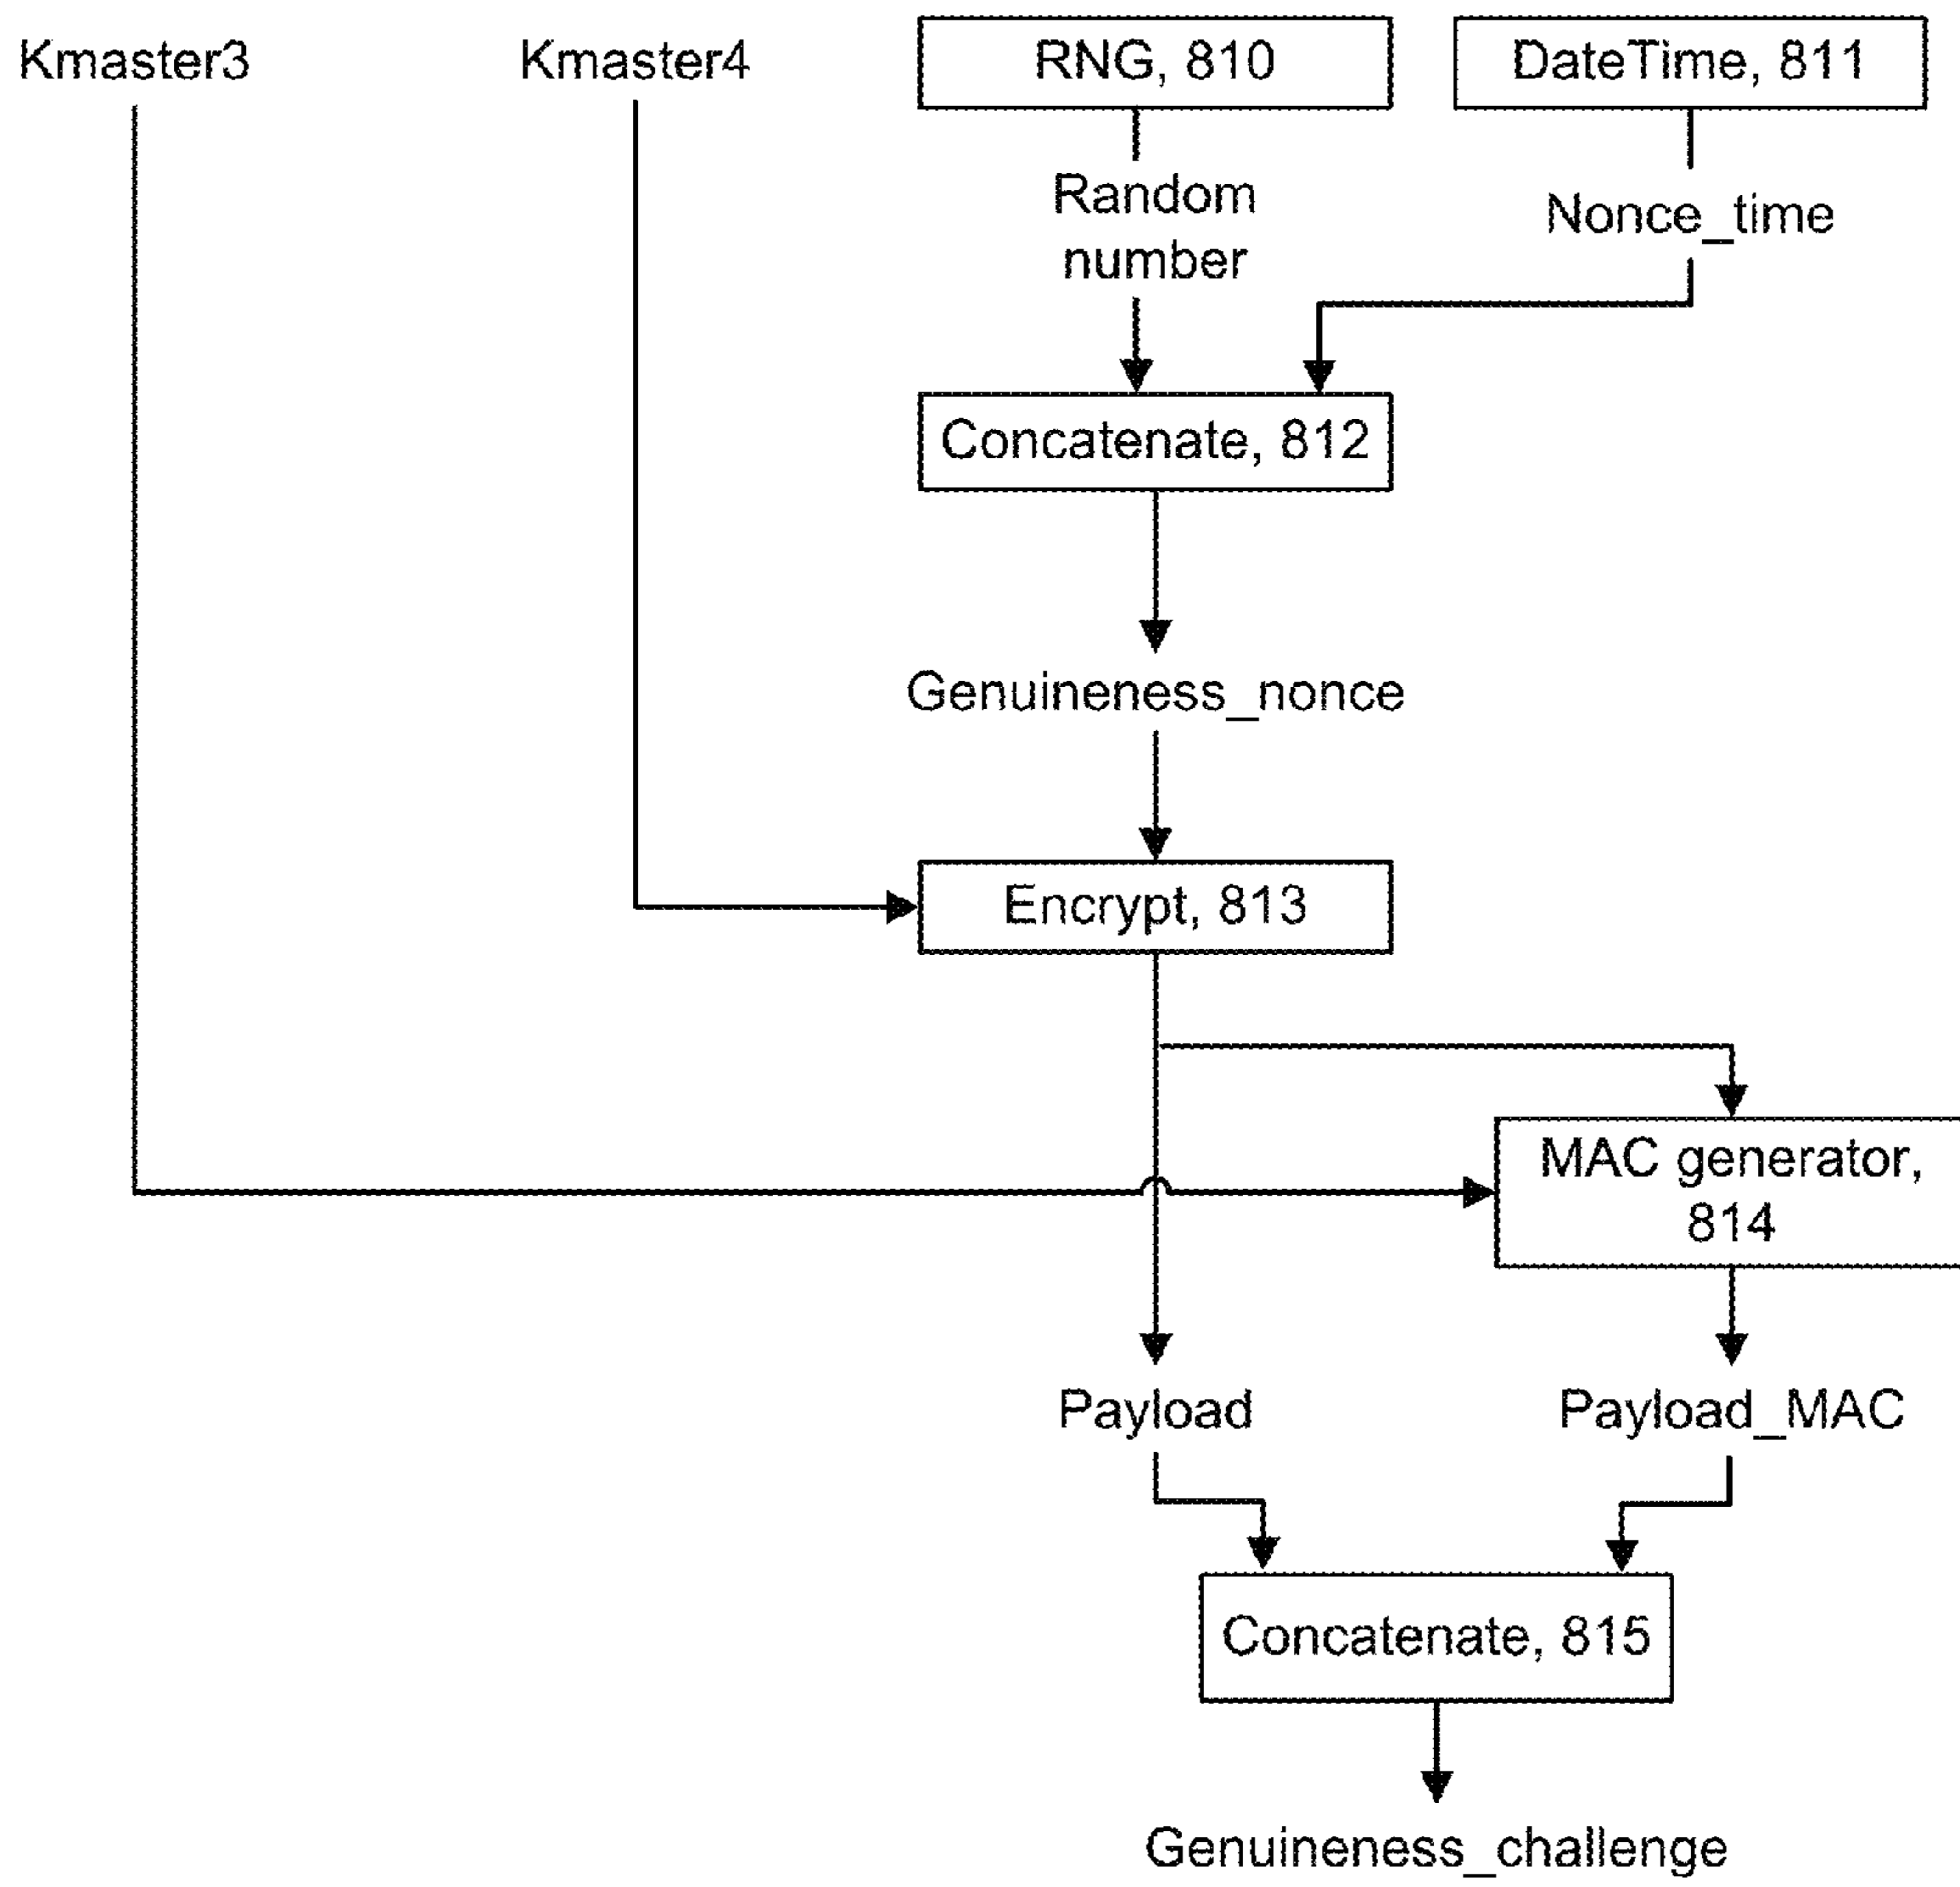 Kmaster3
Kmaster4
RNG, 810
DateTime, 811
Random
number
Nonce_time
Concatenate, 812
Genuineness_nonce
Encrypt, 813
MAC generator,
814
Payload
Payload_MAC
Concatenate, 815
Genuineness_challenge